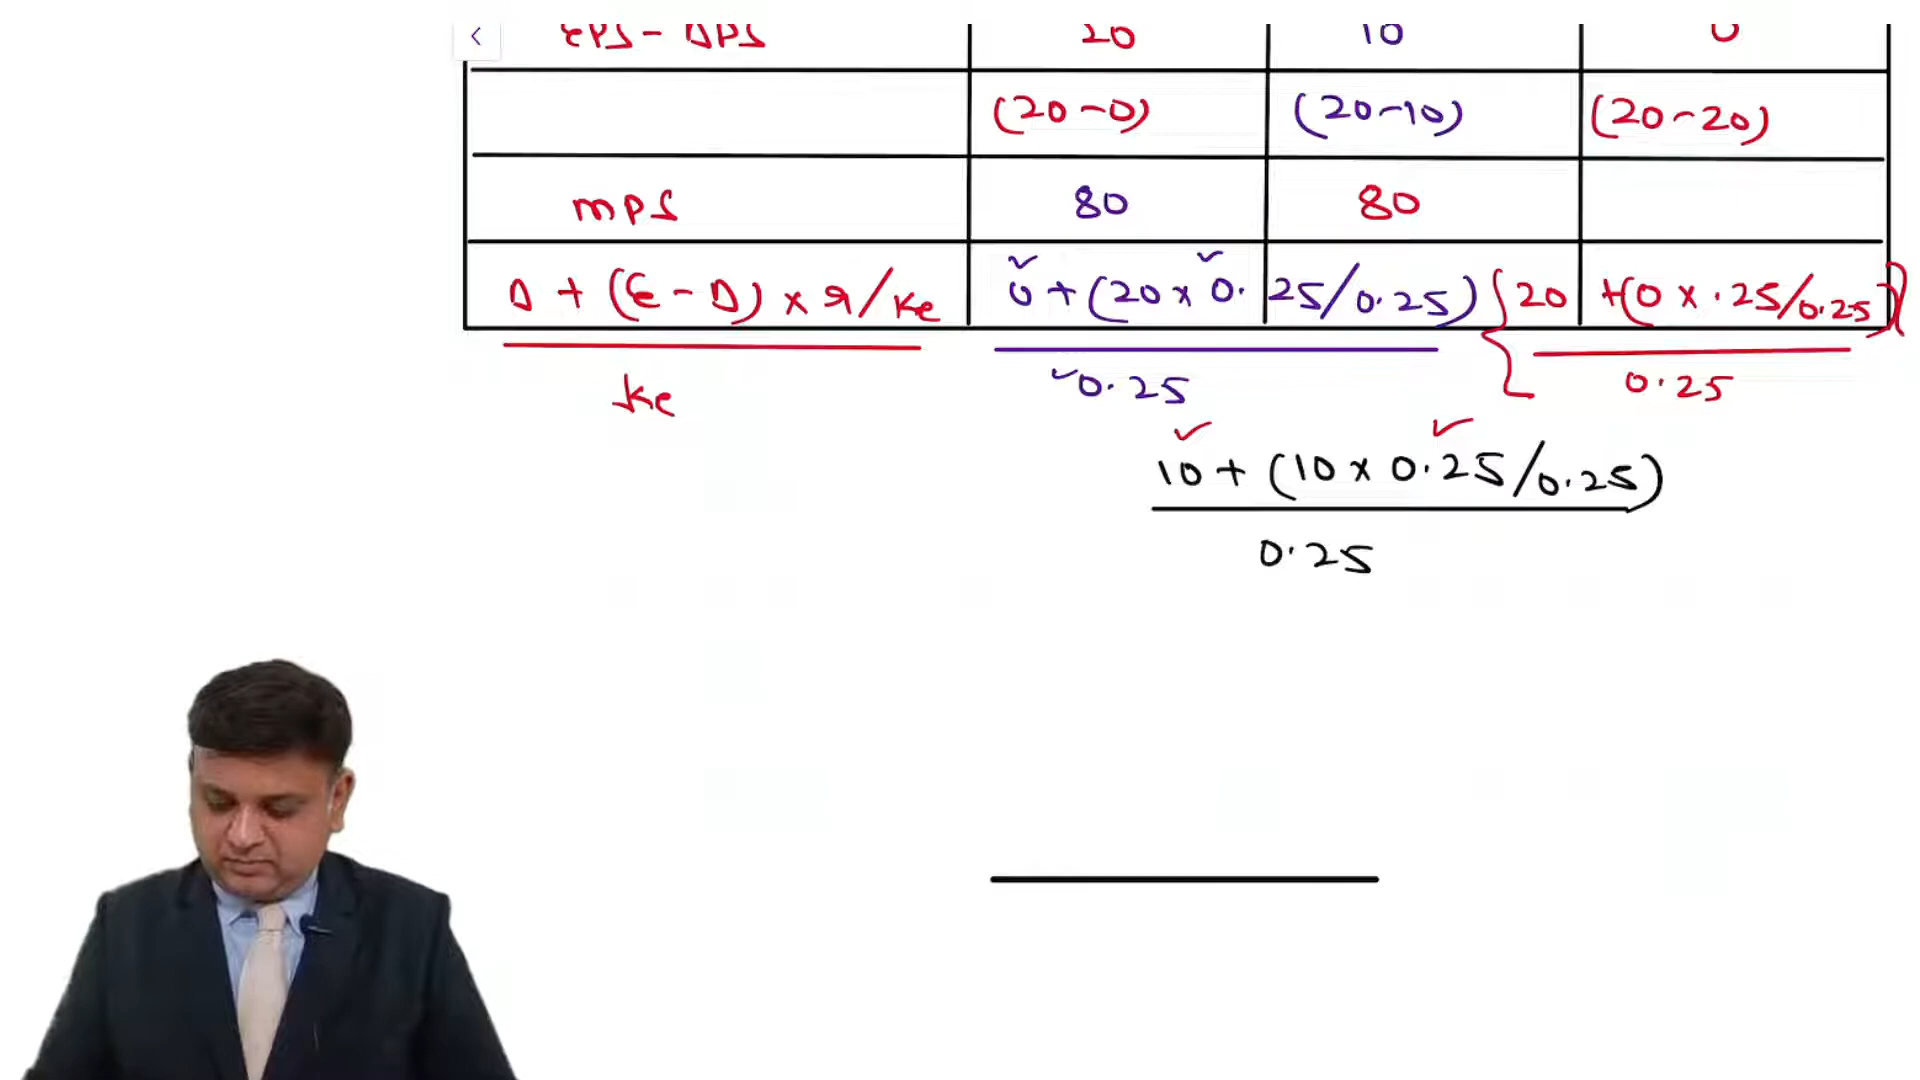 < EPS - DPS 20 10 0
(20-0) (20-10) (20-20)
MPS 80 80
D + (E - D) x r/ke 0 + (20 x 0.25/0.25) { 20 + (0 x .25/0.25) }
ke 0.25 0.25
10 + (10 x 0.25/0.25)
0.25